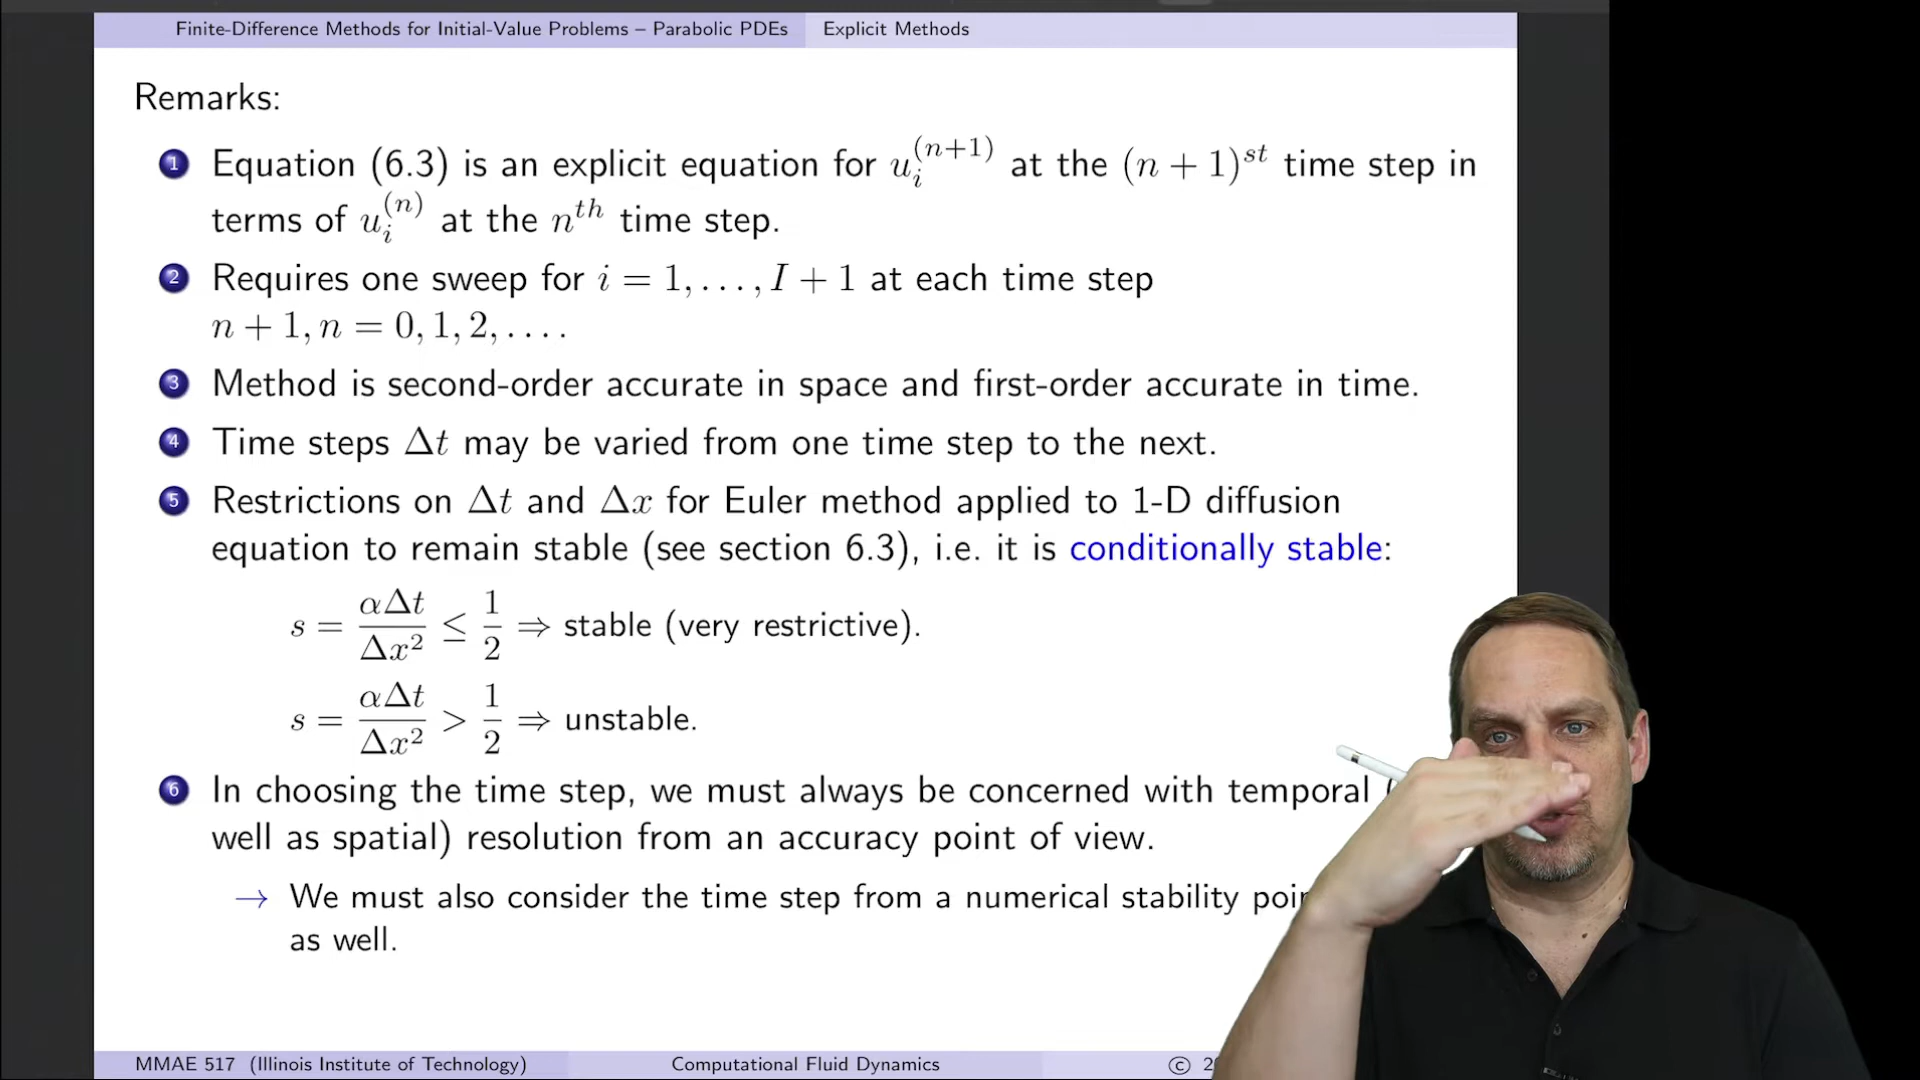 Finite-Difference Methods for Initial-Value Problems – Parabolic PDEs Explicit Methods
Remarks:
1 Equation (6.3) is an explicit equation for u_i^{(n+1)} at the (n + 1)^{st} time step in
terms of u_i^{(n)} at the n^{th} time step.
2 Requires one sweep for i = 1, . . . , I + 1 at each time step
n + 1, n = 0, 1, 2, . . . .
3 Method is second-order accurate in space and first-order accurate in time.
4 Time steps Δt may be varied from one time step to the next.
5 Restrictions on Δt and Δx for Euler method applied to 1-D diffusion
equation to remain stable (see section 6.3), i.e. it is conditionally stable:
s = αΔt/Δx² ≤ 1/2 ⇒ stable (very restrictive).
s = αΔt/Δx² > 1/2 ⇒ unstable.
6 In choosing the time step, we must always be concerned with temporal (
well as spatial) resolution from an accuracy point of view.
→ We must also consider the time step from a numerical stability
as well.
MMAE 517 (Illinois Institute of Technology) Computational Fluid Dynamics © 2